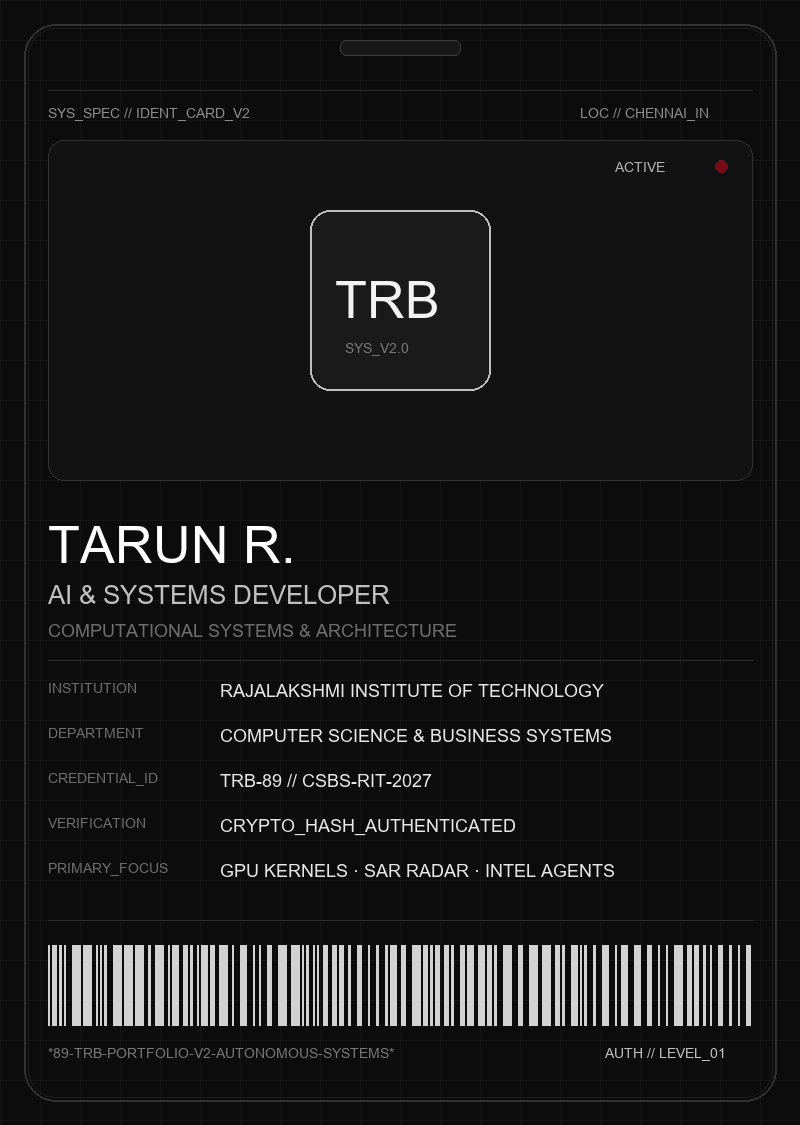 SYS_SPEC // IDENT_CARD_V2 LOC // CHENNAI_IN
ACTIVE
TRB
SYS_V2.0
TARUN R.
AI & SYSTEMS DEVELOPER
COMPUTATIONAL SYSTEMS & ARCHITECTURE
INSTITUTION RAJALAKSHMI INSTITUTE OF TECHNOLOGY
DEPARTMENT COMPUTER SCIENCE & BUSINESS SYSTEMS
CREDENTIAL_ID TRB-89 // CSBS-RIT-2027
VERIFICATION CRYPTO_HASH_AUTHENTICATED
PRIMARY_FOCUS GPU KERNELS · SAR RADAR · INTEL AGENTS
*89-TRB-PORTFOLIO-V2-AUTONOMOUS-SYSTEMS* AUTH // LEVEL_01